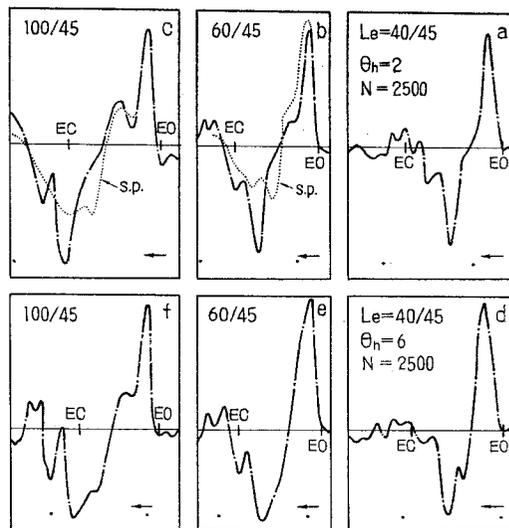 100/45 c
EC
EO
s.p.
60/45 b
EC
EO
s.p.
Le=40/45 a
θh=2
N=2500
EC
EO
100/45 f
EC
EO
60/45 e
EC
EO
Le=40/45 d
θh=6
N=2500
EC
EO